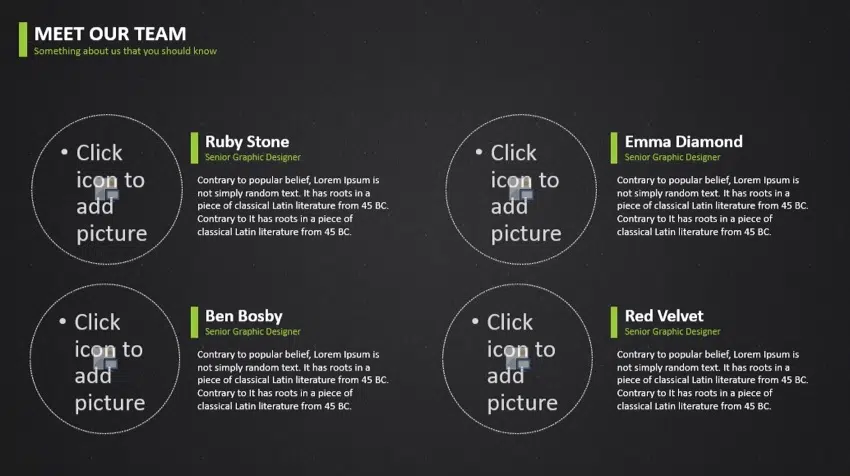 MEET OUR TEAM
Something about us that you should know
• Click
icon to
add
picture
Ruby Stone
Senior Graphic Designer
Contrary to popular belief, Lorem Ipsum is
not simply random text. It has roots in a
piece of classical Latin literature from 45 BC.
Contrary to It has roots in a piece of
classical Latin literature from 45 BC.
• Click
icon to
add
picture
Emma Diamond
Senior Graphic Designer
Contrary to popular belief, Lorem Ipsum is
not simply random text. It has roots in a
piece of classical Latin literature from 45 BC.
Contrary to It has roots in a piece of
classical Latin literature from 45 BC.
• Click
icon to
add
picture
Ben Bosby
Senior Graphic Designer
Contrary to popular belief, Lorem Ipsum is
not simply random text. It has roots in a
piece of classical Latin literature from 45 BC.
Contrary to It has roots in a piece of
classical Latin literature from 45 BC.
• Click
icon to
add
picture
Red Velvet
Senior Graphic Designer
Contrary to popular belief, Lorem Ipsum is
not simply random text. It has roots in a
piece of classical Latin literature from 45 BC.
Contrary to It has roots in a piece of
classical Latin literature from 45 BC.